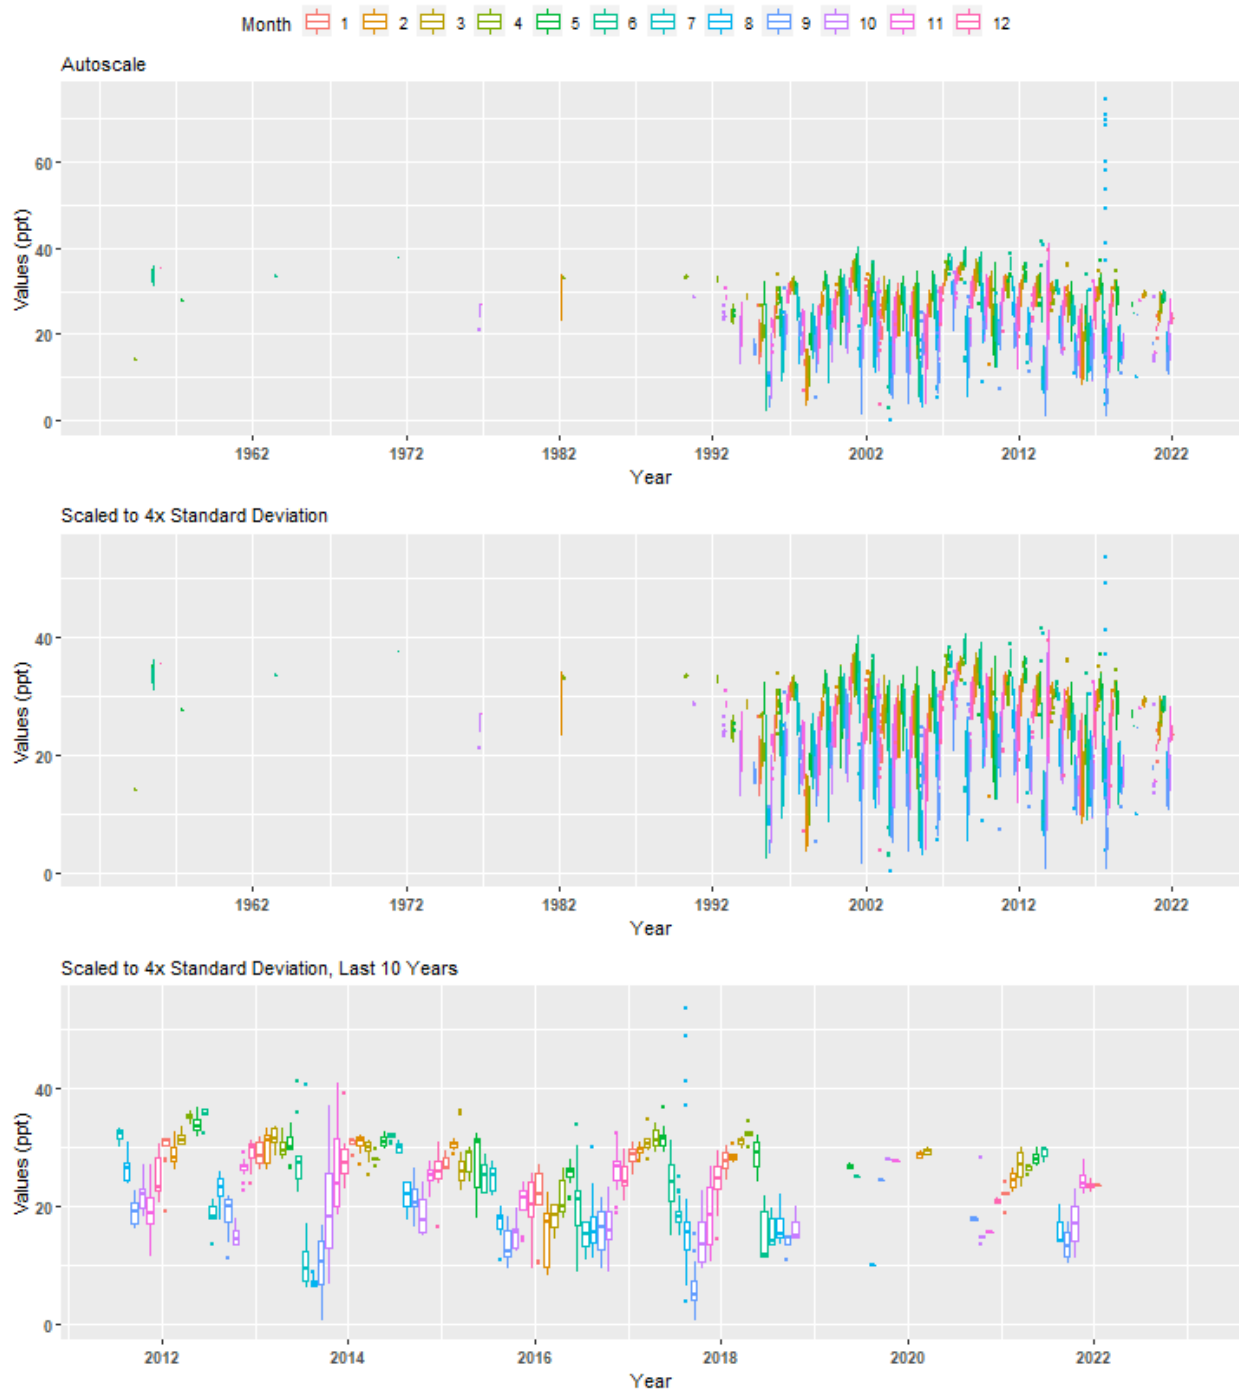 Month 1 2 3 4 5 6 7 8 9 10 11 12
Autoscale
Values (ppt)
60
40
20
0
1962 1972 1982 1992 2002 2012 2022
Year
Scaled to 4x Standard Deviation
Values (ppt)
40
20
0
1962 1972 1982 1992 2002 2012 2022
Year
Scaled to 4x Standard Deviation, Last 10 Years
Values (ppt)
40
20
0
2012 2014 2016 2018 2020 2022
Year